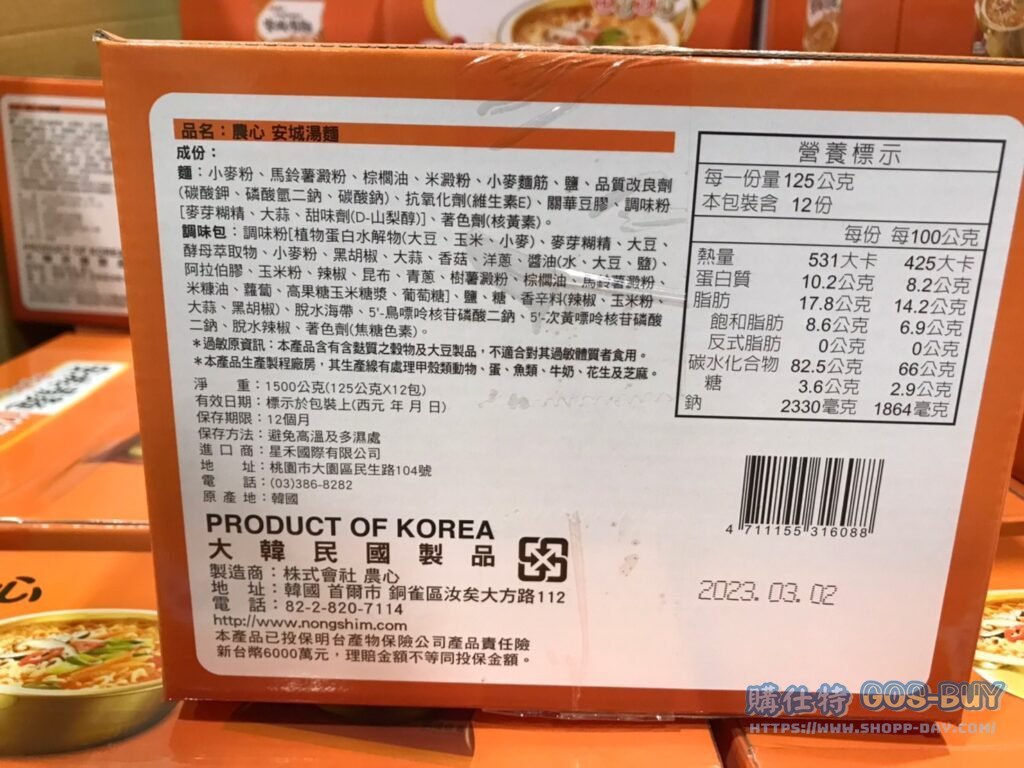 品名：農心 安城湯麵
成份：
麵：小麥粉、馬鈴薯澱粉、棕櫚油、米澱粉、小麥麵筋、鹽、品質改良劑
(碳酸鉀、磷酸氫二鈉、碳酸鈉)、抗氧化劑(維生素E)、關華豆膠、調味粉
[麥芽糊精、大蒜、甜味劑(D-山梨醇)]、著色劑(核黃素)。
調味包：調味粉[植物蛋白水解物(大豆、玉米、小麥)、麥芽糊精、大豆、
酵母萃取物、小麥粉、黑胡椒、大蒜、香菇、洋蔥、醬油(水、大豆、鹽)、
阿拉伯膠、玉米粉、辣椒、昆布、青蔥、樹薯澱粉、棕櫚油、馬鈴薯澱粉、
米糠油、蘿蔔、高果糖玉米糖漿、葡萄糖]、鹽、糖、香辛料(辣椒、玉米粉、
大蒜、黑胡椒)、脫水海帶、5'-鳥嘌呤核苷磷酸二鈉、5'-次黃嘌呤核苷磷酸
二鈉、脫水辣椒、著色劑(焦糖色素)。
*過敏原資訊：本產品含有含麩質之穀物及大豆製品，不適合對其過敏體質者食用。
*本產品生產製程廠房，其生產線有處理甲殼類動物、蛋、魚類、牛奶、花生及芝麻。
淨 重：1500公克(125公克X12包)
有效日期：標示於包裝上(西元 年 月 日)
保存期限：12個月
保存方法：避免高溫及多濕處
進口商：星禾國際有限公司
地 址：桃園市大園區民生路104號
電 話：(03)386-8282
原產地：韓國
PRODUCT OF KOREA
大韓民國製品
製造商：株式會社 農心
地 址：韓國 首爾市 銅雀區汝矣大方路112
電 話：82-2-820-7114
http://www.nongshim.com
本產品已投保明台產物保險公司產品責任險
新台幣6000萬元，理賠金額不等同投保金額。
營養標示
每一份量125公克
本包裝含 12份
每份 每100公克
熱量 531大卡 425大卡
蛋白質 10.2公克 8.2公克
脂肪 17.8公克 14.2公克
飽和脂肪 8.6公克 6.9公克
反式脂肪 0公克 0公克
碳水化合物 82.5公克 66公克
糖 3.6公克 2.9公克
鈉 2330毫克 1864毫克
4 711155 316088
2023.03.02
購仕特 GOS-BUY
HTTPS://WWW.SHOPP-DAY.COM/